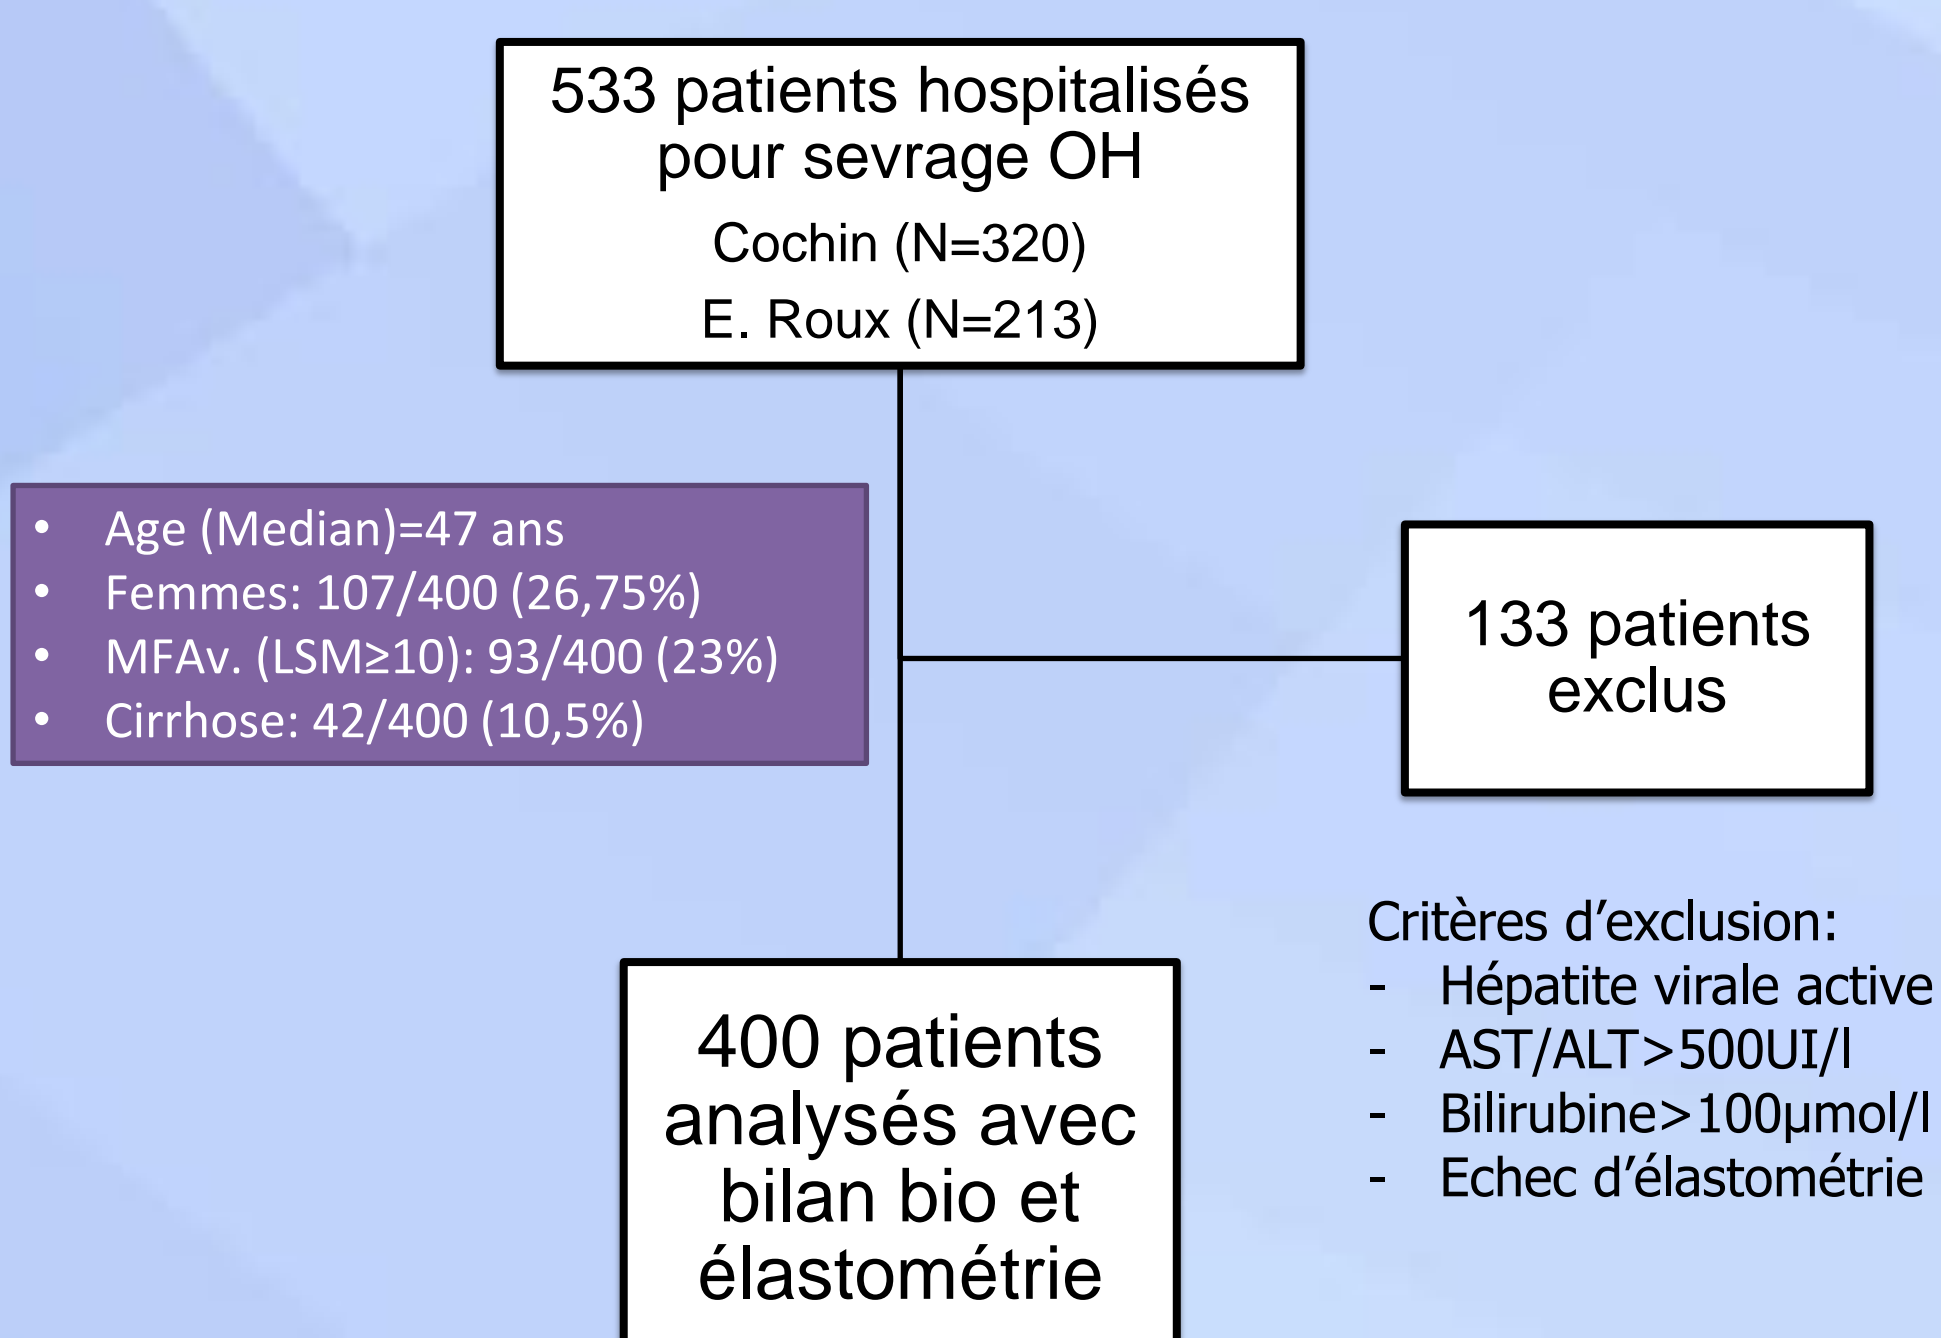 533 patients hospitalisés
pour sevrage OH
Cochin (N=320)
E. Roux (N=213)
• Age (Median)=47 ans
• Femmes: 107/400 (26,75%)
• MFAv. (LSM≥10): 93/400 (23%)
• Cirrhose: 42/400 (10,5%)
133 patients
exclus
Critères d’exclusion:
- Hépatite virale active
- AST/ALT>500UI/l
- Bilirubine>100µmol/l
- Echec d’élastométrie
400 patients
analysés avec
bilan bio et
élastométrie